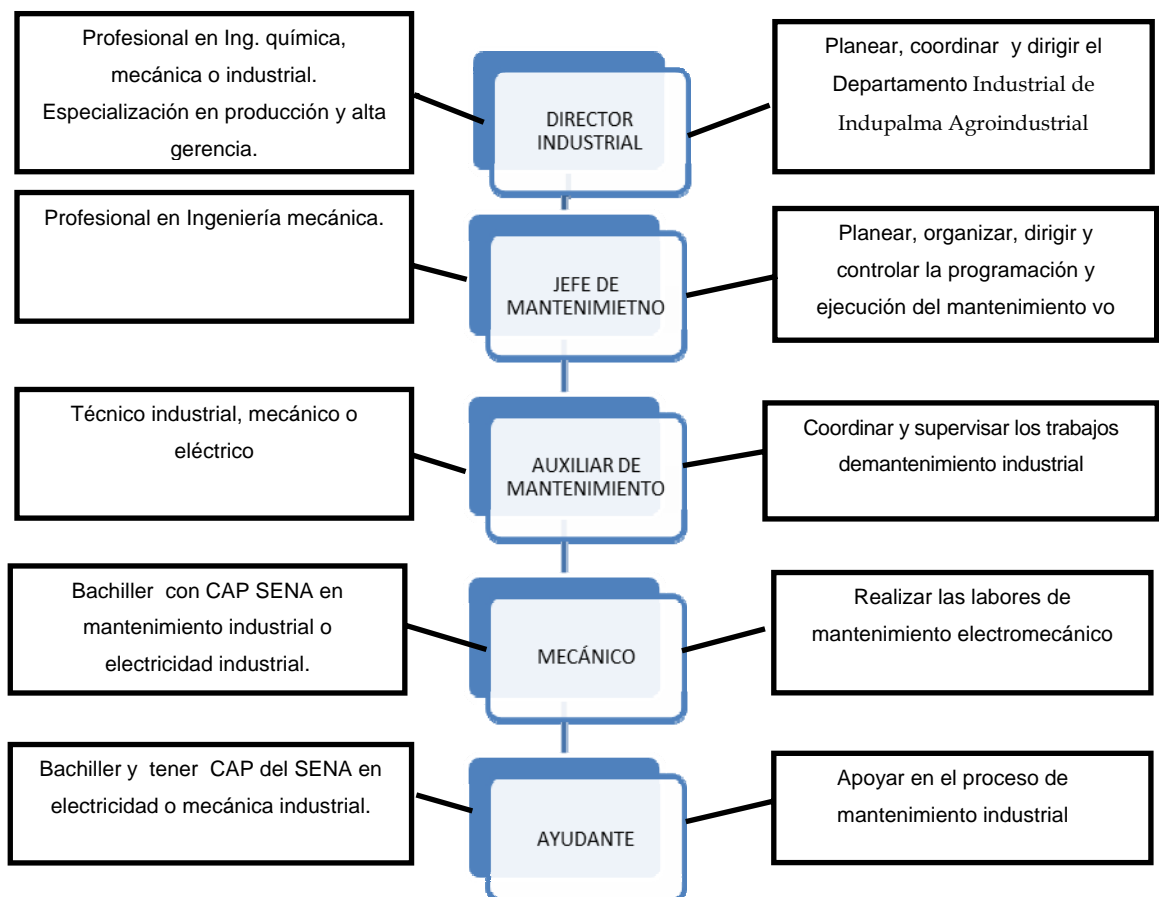 Profesional en Ing. química,
mecánica o industrial.
Especialización en producción y alta
gerencia.
DIRECTOR
INDUSTRIAL
Planear, coordinar y dirigir el
Departamento Industrial de
Indupalma Agroindustrial
Profesional en Ingeniería mecánica.
JEFE DE
MANTENIMIETNO
Planear, organizar, dirigir y
controlar la programación y
ejecución del mantenimiento vo
Técnico industrial, mecánico o
eléctrico
AUXILIAR DE
MANTENIMIENTO
Coordinar y supervisar los trabajos
demantenimiento industrial
Bachiller con CAP SENA en
mantenimiento industrial o
electricidad industrial.
MECÁNICO
Realizar las labores de
mantenimiento electromecánico
Bachiller y tener CAP del SENA en
electricidad o mecánica industrial.
AYUDANTE
Apoyar en el proceso de
mantenimiento industrial